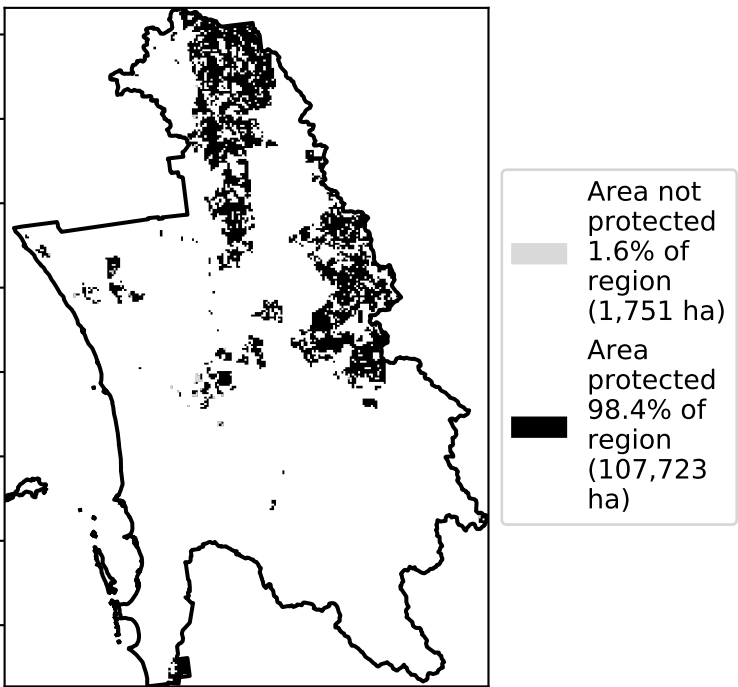 Area not
protected
1.6% of
region
(1,751 ha)
Area
protected
98.4% of
region
(107,723
ha)